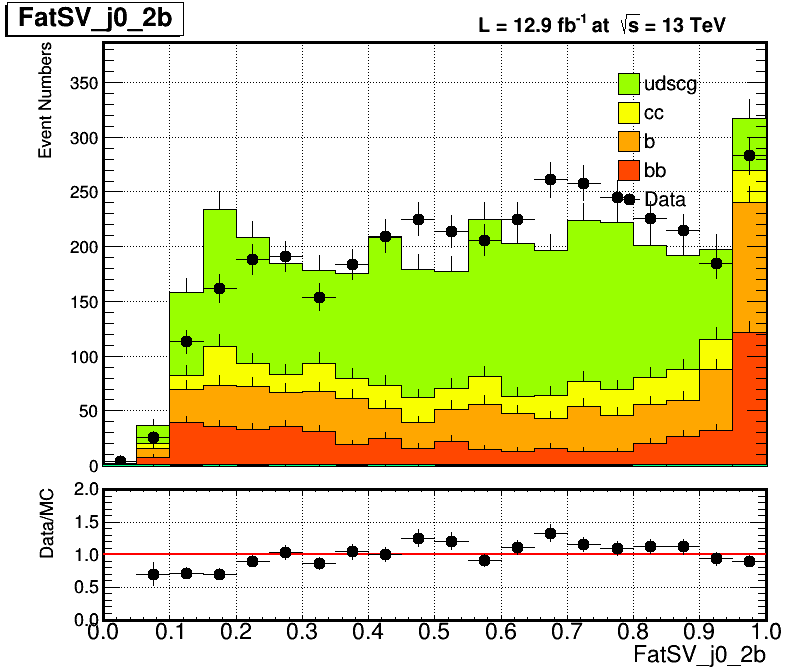 FatSV_j0_2b
L = 12.9 fb-1 at √s = 13 TeV
Event Numbers
350
300
250
200
150
100
50
0
udscg
cc
b
bb
Data
Data/MC
2.0
1.5
1.0
0.5
0.0
0.0 0.1 0.2 0.3 0.4 0.5 0.6 0.7 0.8 0.9 1.0
FatSV_j0_2b